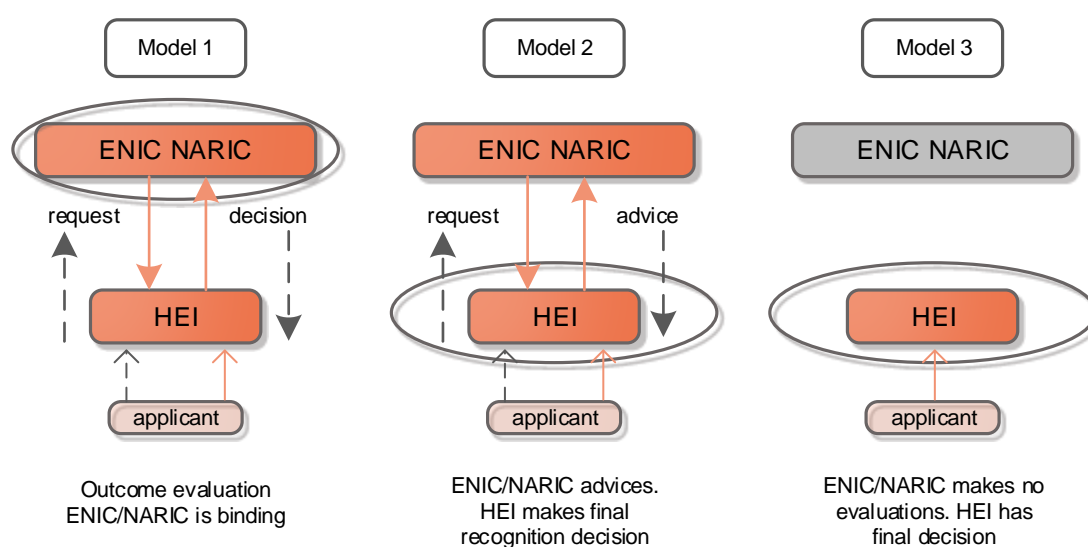 Model 1
Model 2
Model 3
ENIC NARIC
ENIC NARIC
ENIC NARIC
request
decision
request
advice
HEI
HEI
HEI
applicant
applicant
applicant
Outcome evaluation
ENIC/NARIC is binding
ENIC/NARIC advices.
HEI makes final
recognition decision
ENIC/NARIC makes no
evaluations. HEI has
final decision